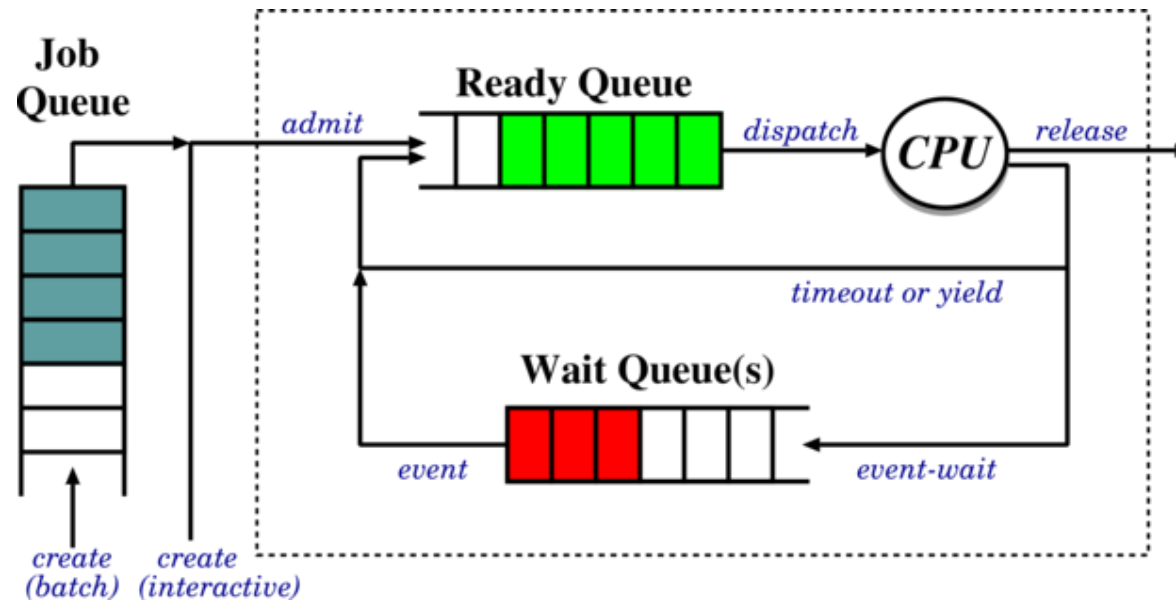 Job
Queue
Ready Queue
admit
dispatch
CPU
release
timeout or yield
Wait Queue(s)
event
event-wait
create
(batch)
create
(interactive)